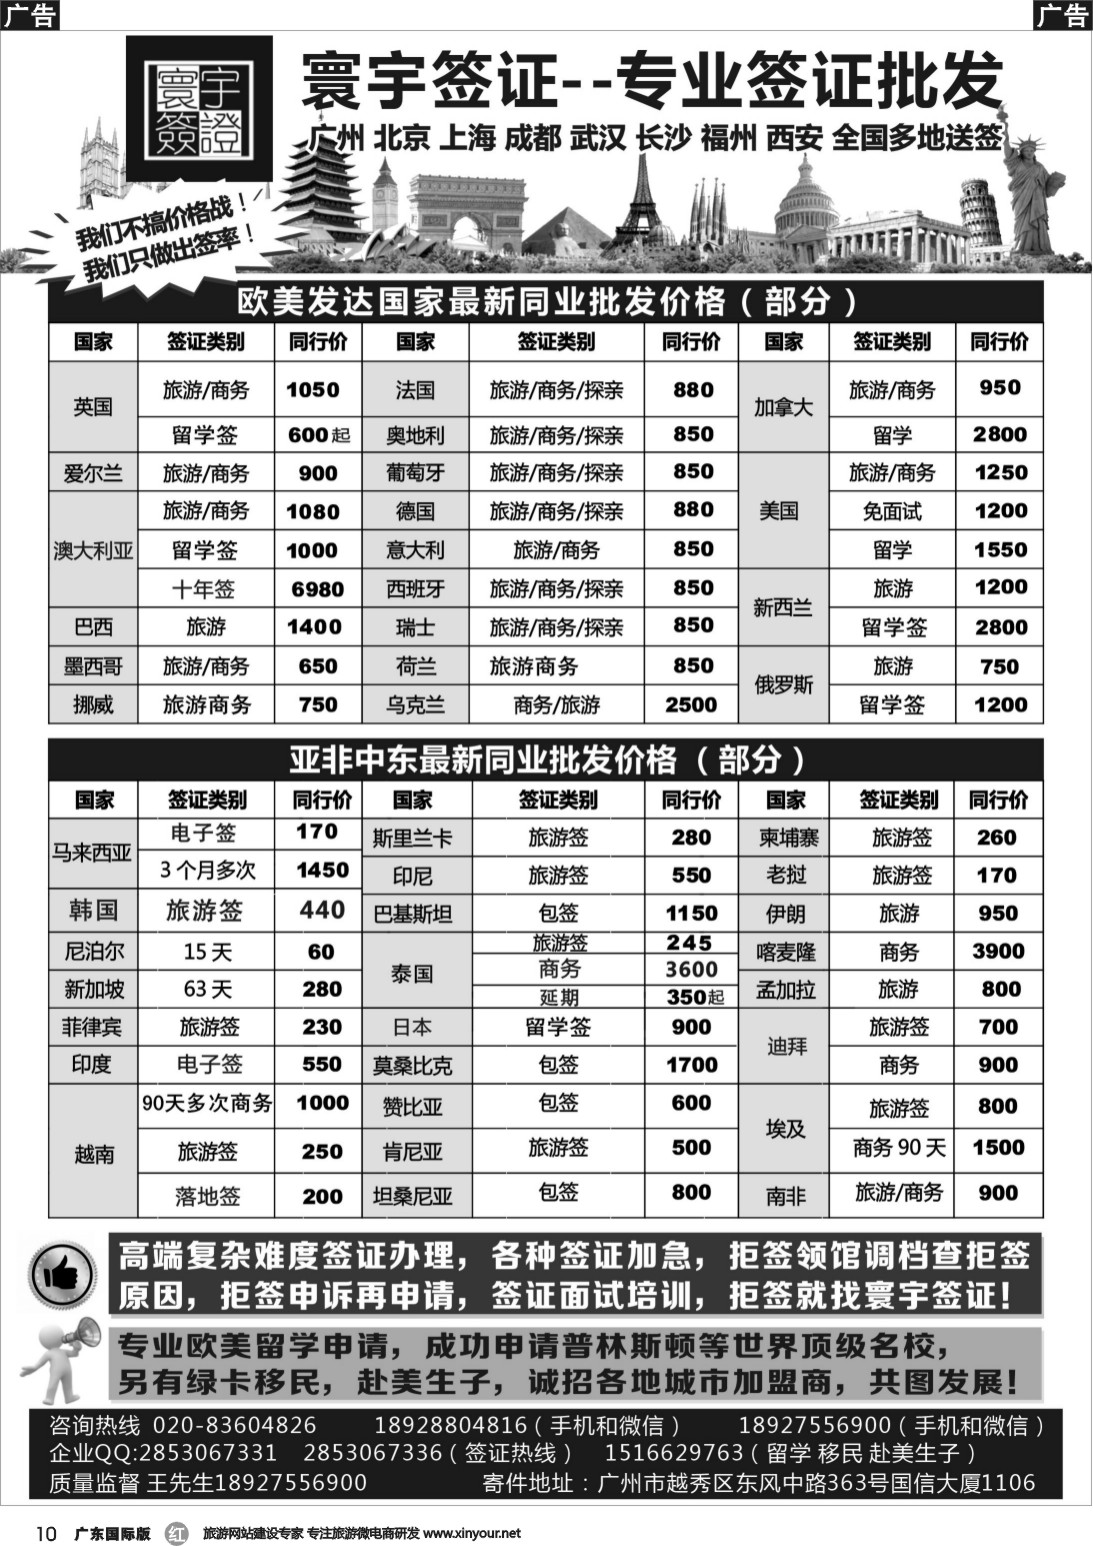 广告
广告
寰宇簽證
寰宇签证--专业签证批发
广州 北京 上海 成都 武汉 长沙 福州 西安 全国多地送签
我们不搞价格战！
我们只做出签率！
欧美发达国家最新同业批发价格（部分）
国家 签证类别 同行价 国家 签证类别 同行价 国家 签证类别 同行价
英国 旅游/商务 1050 法国 旅游/商务/探亲 880 加拿大 旅游/商务 950
留学签 600起 奥地利 旅游/商务/探亲 850 留学 2800
爱尔兰 旅游/商务 900 葡萄牙 旅游/商务/探亲 850 美国 旅游/商务 1250
澳大利亚 旅游/商务 1080 德国 旅游/商务/探亲 880 免面试 1200
留学签 1000 意大利 旅游/商务 850 留学 1550
十年签 6980 西班牙 旅游/商务/探亲 850 新西兰 旅游 1200
巴西 旅游 1400 瑞士 旅游/商务/探亲 850 留学签 2800
墨西哥 旅游/商务 650 荷兰 旅游商务 850 俄罗斯 旅游 750
挪威 旅游商务 750 乌克兰 商务/旅游 2500 留学签 1200
亚非中东最新同业批发价格（部分）
国家 签证类别 同行价 国家 签证类别 同行价 国家 签证类别 同行价
马来西亚 电子签 170 斯里兰卡 旅游签 280 柬埔寨 旅游签 260
3个月多次 1450 印尼 旅游签 550 老挝 旅游签 170
韩国 旅游签 440 巴基斯坦 包签 1150 伊朗 旅游 950
尼泊尔 15天 60 泰国 旅游签 245 喀麦隆 商务 3900
商务 3600
新加坡 63天 280 延期 350起 孟加拉 旅游 800
菲律宾 旅游签 230 日本 留学签 900 迪拜 旅游签 700
印度 电子签 550 莫桑比克 包签 1700 商务 900
越南 90天多次商务 1000 赞比亚 包签 600 埃及 旅游签 800
旅游签 250 肯尼亚 旅游签 500 商务90天 1500
落地签 200 坦桑尼亚 包签 800 南非 旅游/商务 900
高端复杂难度签证办理，各种签证加急，拒签领馆调档查拒签
原因，拒签申诉再申请，签证面试培训，拒签就找寰宇签证！
专业欧美留学申请，成功申请普林斯顿等世界顶级名校，
另有绿卡移民，赴美生子，诚招各地城市加盟商，共图发展！
咨询热线 020-83604826 18928804816（手机和微信） 18927556900（手机和微信）
企业QQ:2853067331 2853067336（签证热线） 1516629763（留学 移民 赴美生子）
质量监督 王先生18927556900 寄件地址：广州市越秀区东风中路363号国信大厦1106
10 广东国际版 红 旅游网站建设专家 专注旅游微电商研发 www.xinyour.net